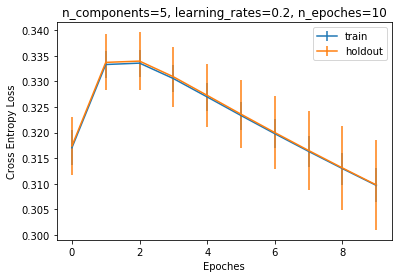 n_components=5, learning_rates=0.2, n_epoches=10
train
holdout
Cross Entropy Loss
0.340
0.335
0.330
0.325
0.320
0.315
0.310
0.305
0.300
0 2 4 6 8
Epoches